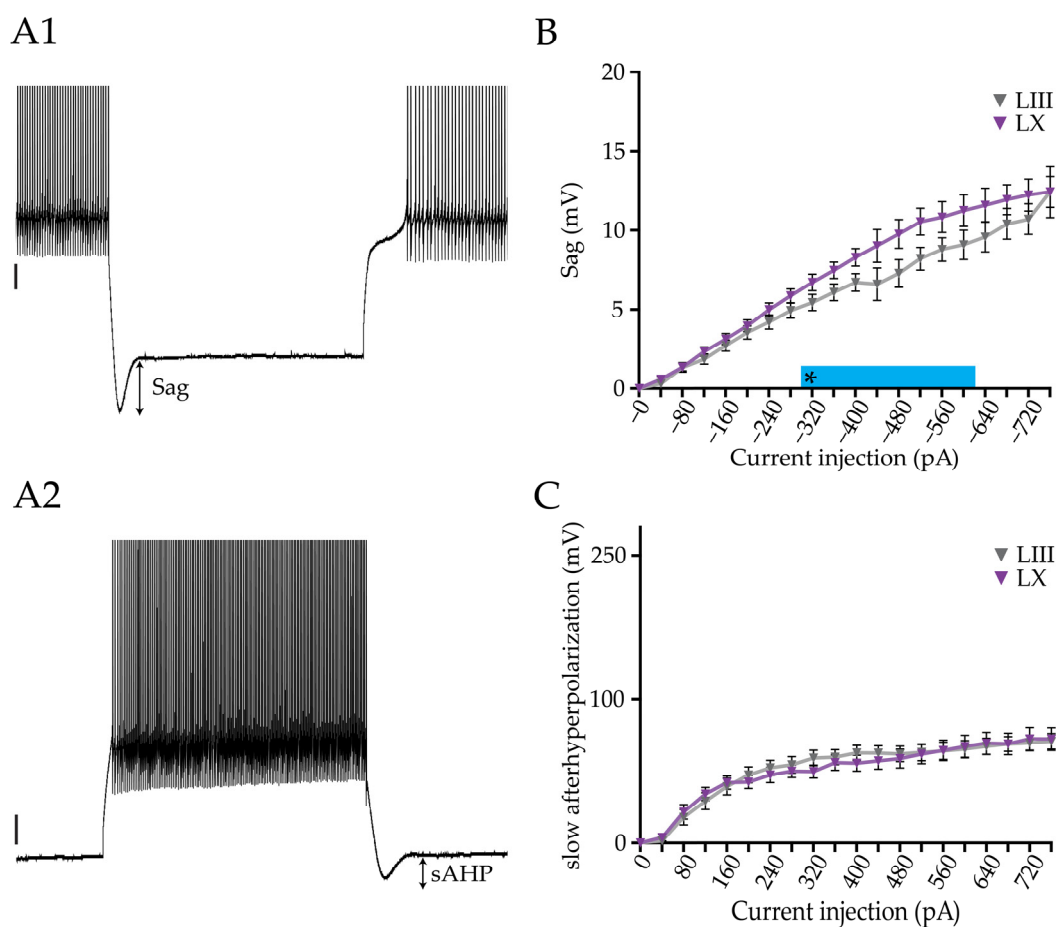 A1
Sag
A2
sAHP
B
Sag (mV)
20
15
10
5
0
LIII
LX
*
–0
–80
–160
–240
–320
–400
–480
–560
–640
–720
Current injection (pA)
C
slow afterhyperpolarization (mV)
250
100
0
LIII
LX
0
80
160
240
320
400
480
560
640
720
Current injection (pA)